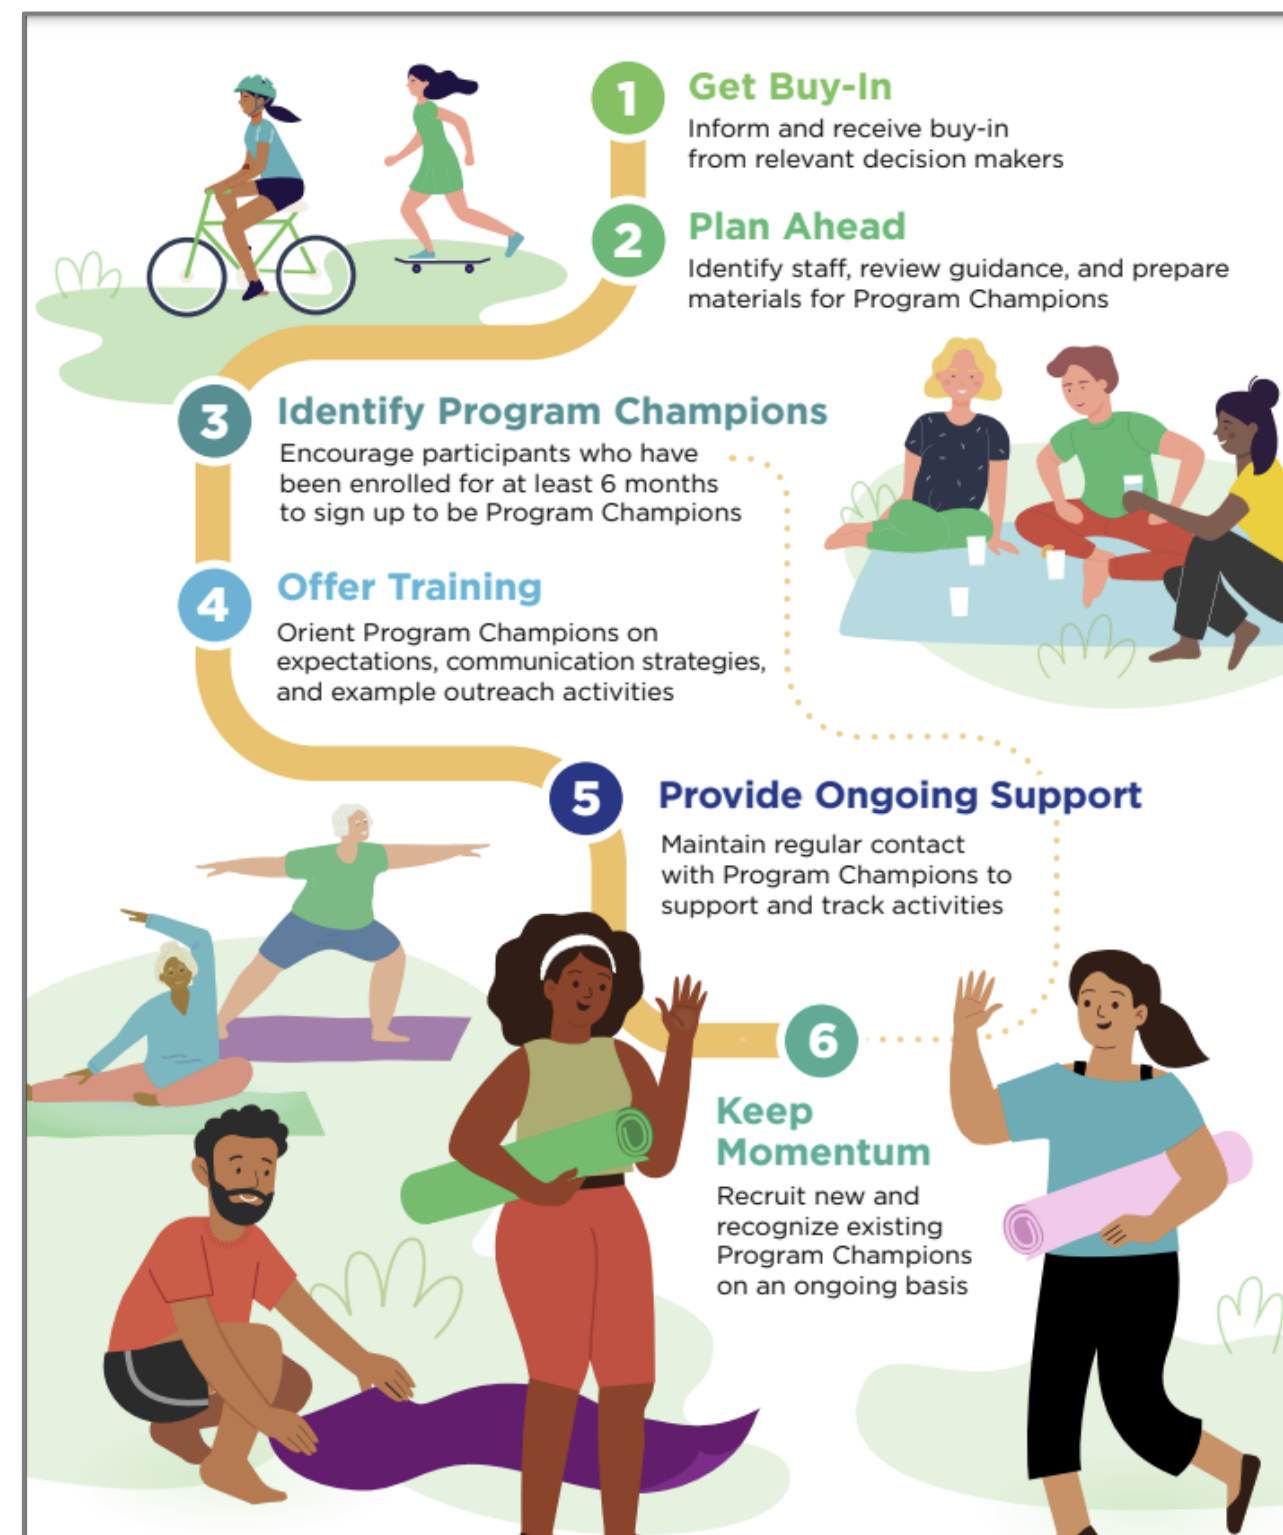 1
Get Buy-In
Inform and receive buy-in
from relevant decision makers
2
Plan Ahead
Identify staff, review guidance, and prepare
materials for Program Champions
3
Identify Program Champions
Encourage participants who have
been enrolled for at least 6 months
to sign up to be Program Champions
4
Offer Training
Orient Program Champions on
expectations, communication strategies,
and example outreach activities
5
Provide Ongoing Support
Maintain regular contact
with Program Champions to
support and track activities
6
Keep
Momentum
Recruit new and
recognize existing
Program Champions
on an ongoing basis